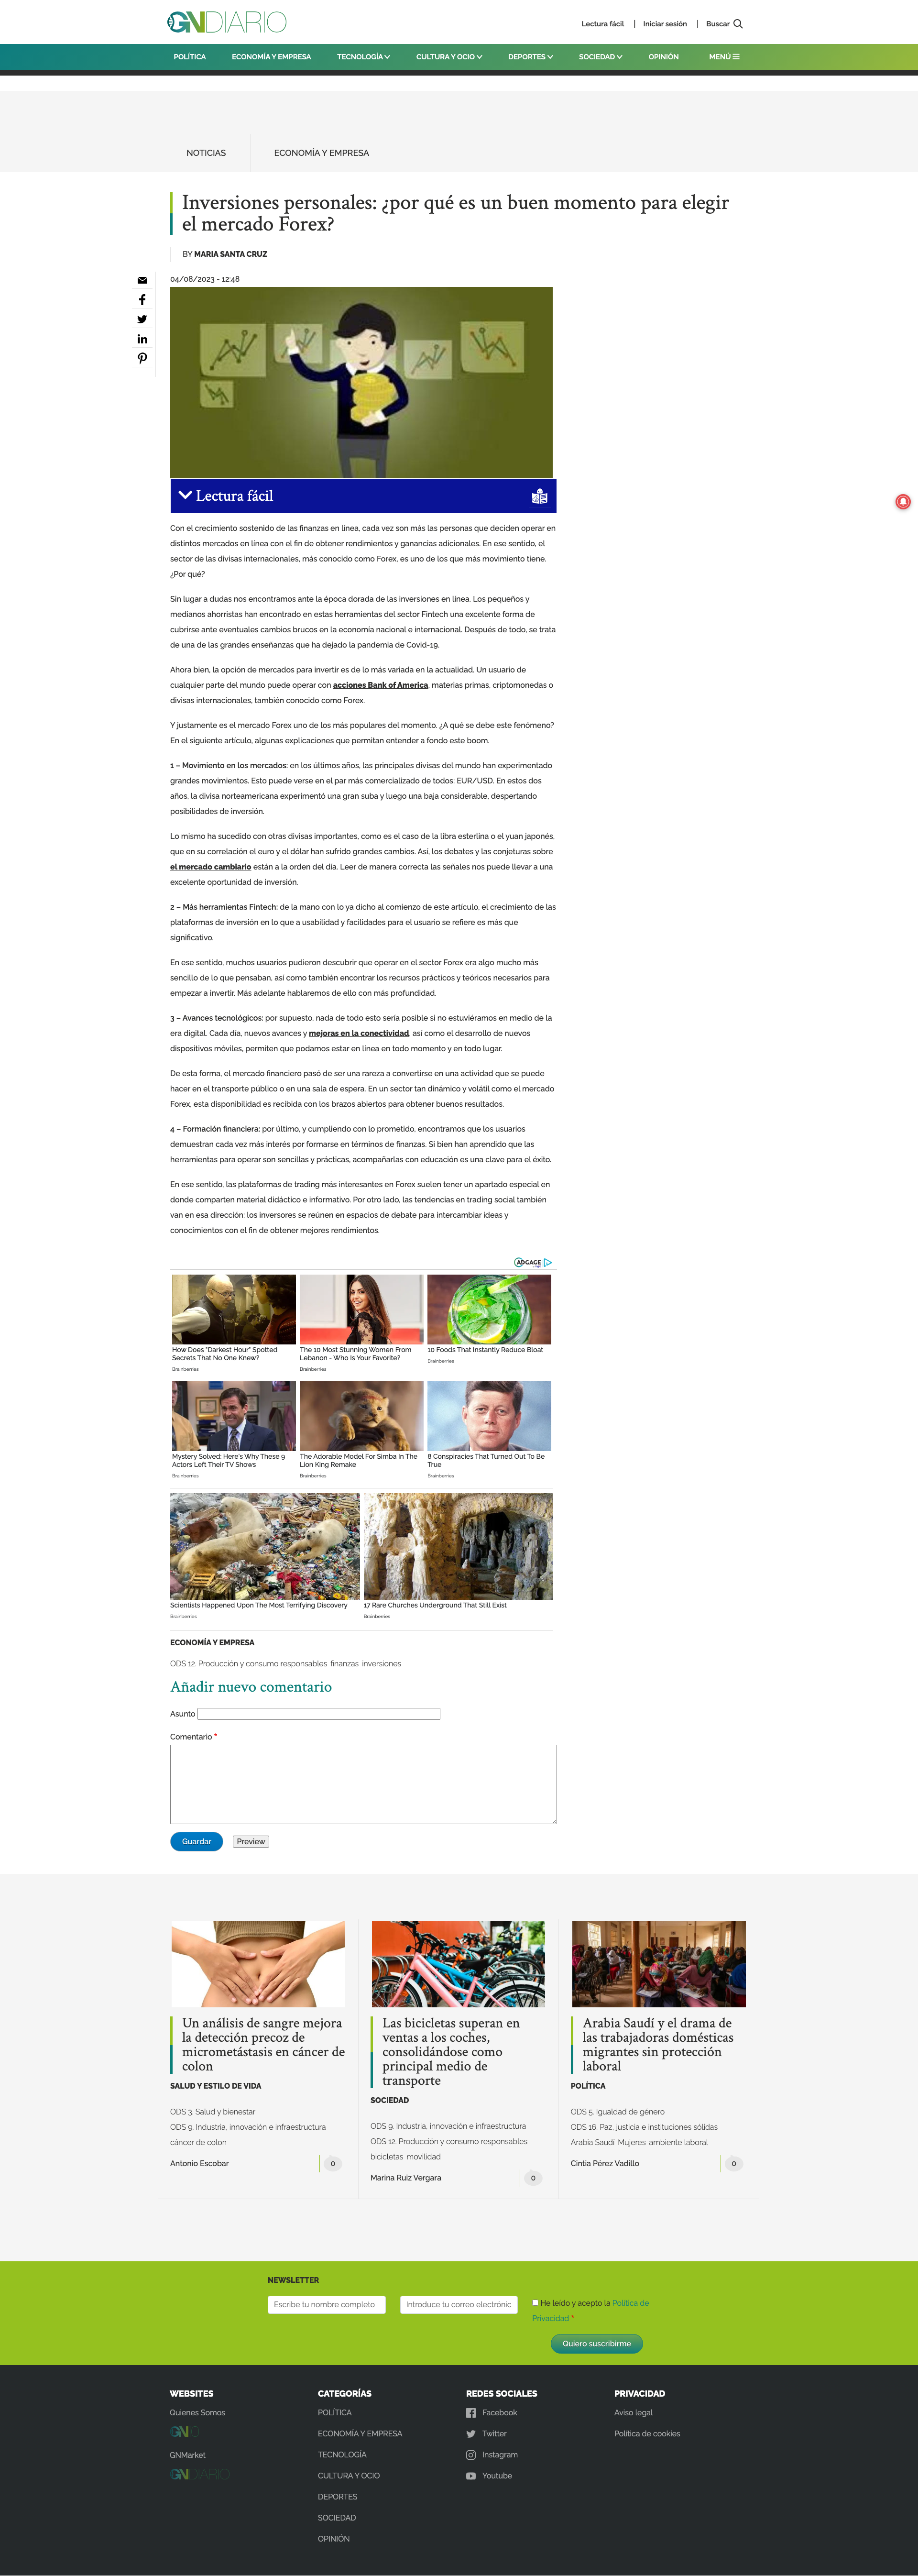 GNDIARIO
Lectura fácil
Iniciar sesión
Buscar
POLÍTICA
ECONOMÍA Y EMPRESA
TECNOLOGÍA
CULTURA Y OCIO
DEPORTES
SOCIEDAD
OPINIÓN
MENÚ
NOTICIAS
ECONOMÍA Y EMPRESA
Inversiones personales: ¿por qué es un buen momento para elegir
el mercado Forex?
BY MARIA SANTA CRUZ
04/08/2023 - 12:48
Lectura fácil
Con el crecimiento sostenido de las finanzas en línea, cada vez son más las personas que deciden operar en
distintos mercados en línea con el fin de obtener rendimientos y ganancias adicionales. En ese sentido, el
sector de las divisas internacionales, más conocido como Forex, es uno de los que más movimiento tiene.
¿Por qué?
Sin lugar a dudas nos encontramos ante la época dorada de las inversiones en línea. Los pequeños y
medianos ahorristas han encontrado en estas herramientas del sector Fintech una excelente forma de
cubrirse ante eventuales cambios brucos en la economía nacional e internacional. Después de todo, se trata
de una de las grandes enseñanzas que ha dejado la pandemia de Covid-19.
Ahora bien, la opción de mercados para invertir es de lo más variada en la actualidad. Un usuario de
cualquier parte del mundo puede operar con acciones Bank of America, materias primas, criptomonedas o
divisas internacionales, también conocido como Forex.
Y justamente es el mercado Forex uno de los más populares del momento. ¿A qué se debe este fenómeno?
En el siguiente artículo, algunas explicaciones que permitan entender a fondo este boom.
1 – Movimiento en los mercados: en los últimos años, las principales divisas del mundo han experimentado
grandes movimientos. Esto puede verse en el par más comercializado de todos: EUR/USD. En estos dos
años, la divisa norteamericana experimentó una gran suba y luego una baja considerable, despertando
posibilidades de inversión.
Lo mismo ha sucedido con otras divisas importantes, como es el caso de la libra esterlina o el yuan japonés,
que en su correlación el euro y el dólar han sufrido grandes cambios. Así, los debates y las conjeturas sobre
el mercado cambiario están a la orden del día. Leer de manera correcta las señales nos puede llevar a una
excelente oportunidad de inversión.
2 – Más herramientas Fintech: de la mano con lo ya dicho al comienzo de este artículo, el crecimiento de las
plataformas de inversión en lo que a usabilidad y facilidades para el usuario se refiere es más que
significativo.
En ese sentido, muchos usuarios pudieron descubrir que operar en el sector Forex era algo mucho más
sencillo de lo que pensaban, así como también encontrar los recursos prácticos y teóricos necesarios para
empezar a invertir. Más adelante hablaremos de ello con más profundidad.
3 – Avances tecnológicos: por supuesto, nada de todo esto sería posible si no estuviéramos en medio de la
era digital. Cada día, nuevos avances y mejoras en la conectividad, así como el desarrollo de nuevos
dispositivos móviles, permiten que podamos estar en línea en todo momento y en todo lugar.
De esta forma, el mercado financiero pasó de ser una rareza a convertirse en una actividad que se puede
hacer en el transporte público o en una sala de espera. En un sector tan dinámico y volátil como el mercado
Forex, esta disponibilidad es recibida con los brazos abiertos para obtener buenos resultados.
4 – Formación financiera: por último, y cumpliendo con lo prometido, encontramos que los usuarios
demuestran cada vez más interés por formarse en términos de finanzas. Si bien han aprendido que las
herramientas para operar son sencillas y prácticas, acompañarlas con educación es una clave para el éxito.
En ese sentido, las plataformas de trading más interesantes en Forex suelen tener un apartado especial en
donde comparten material didáctico e informativo. Por otro lado, las tendencias en trading social también
van en esa dirección: los inversores se reúnen en espacios de debate para intercambiar ideas y
conocimientos con el fin de obtener mejores rendimientos.
ADGAGE
How Does "Darkest Hour" Spotted
Secrets That No One Knew?
Brainberries
The 10 Most Stunning Women From
Lebanon - Who Is Your Favorite?
Brainberries
10 Foods That Instantly Reduce Bloat
Brainberries
Mystery Solved: Here's Why These 9
Actors Left Their TV Shows
Brainberries
The Adorable Model For Simba In The
Lion King Remake
Brainberries
8 Conspiracies That Turned Out To Be
True
Brainberries
Scientists Happened Upon The Most Terrifying Discovery
Brainberries
17 Rare Churches Underground That Still Exist
Brainberries
ECONOMÍA Y EMPRESA
ODS 12. Producción y consumo responsables finanzas inversiones
Añadir nuevo comentario
Asunto
Comentario *
Guardar
Preview
Un análisis de sangre mejora
la detección precoz de
micrometástasis en cáncer de
colon
SALUD Y ESTILO DE VIDA
ODS 3. Salud y bienestar
ODS 9. Industria, innovación e infraestructura
cáncer de colon
Antonio Escobar
0
Las bicicletas superan en
ventas a los coches,
consolidándose como
principal medio de
transporte
SOCIEDAD
ODS 9. Industria, innovación e infraestructura
ODS 12. Producción y consumo responsables
bicicletas movilidad
Marina Ruiz Vergara
0
Arabia Saudí y el drama de
las trabajadoras domésticas
migrantes sin protección
laboral
POLÍTICA
ODS 5. Igualdad de género
ODS 16. Paz, justicia e instituciones sólidas
Arabia Saudí Mujeres ambiente laboral
Cintia Pérez Vadillo
0
NEWSLETTER
Escribe tu nombre completo
Introduce tu correo electrónic
He leído y acepto la Política de
Privacidad *
Quiero suscribirme
WEBSITES
Quienes Somos
GNIO
GNMarket
GNDIARIO
CATEGORÍAS
POLÍTICA
ECONOMÍA Y EMPRESA
TECNOLOGÍA
CULTURA Y OCIO
DEPORTES
SOCIEDAD
OPINIÓN
REDES SOCIALES
Facebook
Twitter
Instagram
Youtube
PRIVACIDAD
Aviso legal
Política de cookies